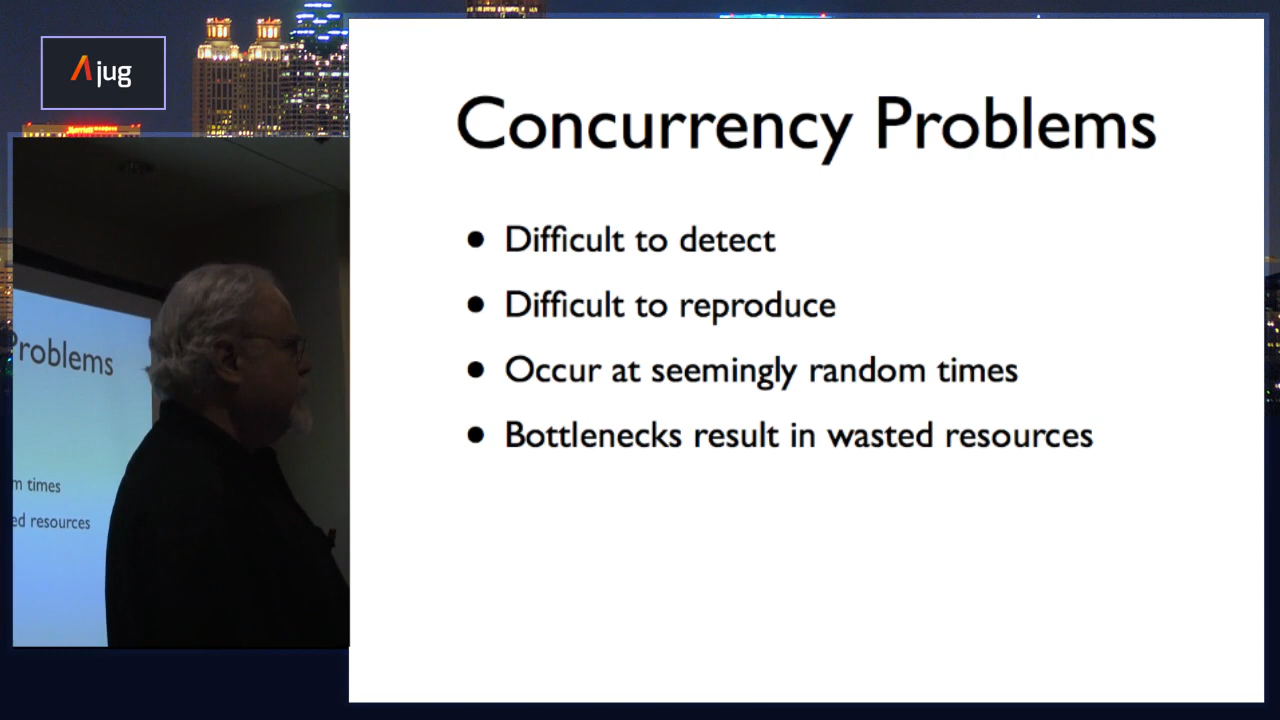 Ajug
Concurrency Problems
• Difficult to detect
• Difficult to reproduce
• Occur at seemingly random times
• Bottlenecks result in wasted resources
Problems
m times
ed resources